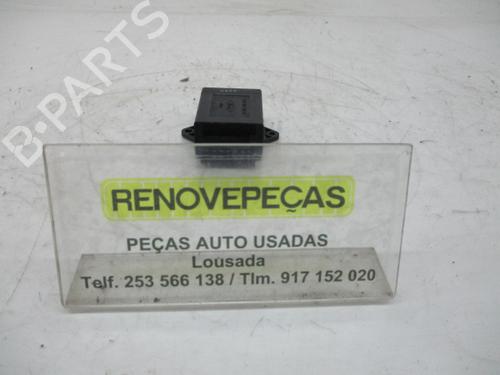 B-PARTS
RENOVEPEÇAS
PEÇAS AUTO USADAS
Lousada
Telf. 253 566 138 / Tlm. 917 152 020